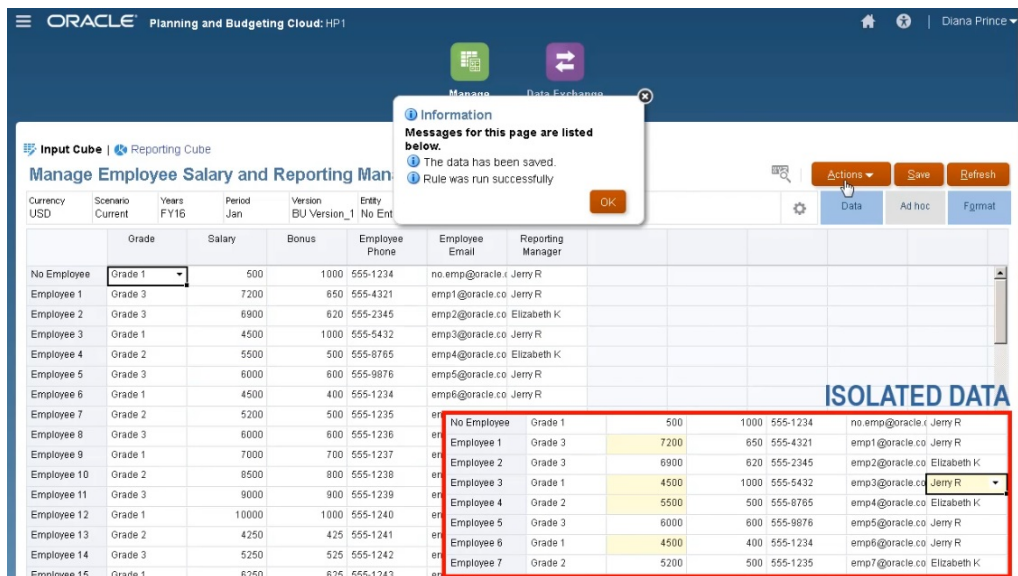 ORACLE Planning and Budgeting Cloud: HP1
Diana Prince
Manage
Data Exchange
Information
Messages for this page are listed
below.
The data has been saved.
Rule was run successfully
OK
Input Cube | Reporting Cube
Manage Employee Salary and Reporting
Actions Save Refresh
Currency Scenario Years Period Version Entity
USD Current FY16 Jan BU Version_1 No Ent
Data Ad hoc Format
Grade Salary Bonus Employee Phone Employee Email Reporting Manager
No Employee Grade 1 500 1000 555-1234 no.emp@oracle.c Jerry R
Employee 1 Grade 3 7200 650 555-4321 emp1@oracle.co Jerry R
Employee 2 Grade 3 6900 620 555-2345 emp2@oracle.co Elizabeth K
Employee 3 Grade 1 4500 1000 555-5432 emp3@oracle.co Jerry R
Employee 4 Grade 2 5500 500 555-8765 emp4@oracle.co Elizabeth K
Employee 5 Grade 3 6000 600 555-9876 emp5@oracle.co Jerry R
Employee 6 Grade 1 4500 400 555-1234 emp6@oracle.co Jerry R
Employee 7 Grade 2 5200 500 555-1235
Employee 8 Grade 3 6000 600 555-1236
Employee 9 Grade 1 7000 700 555-1237
Employee 10 Grade 2 8500 800 555-1238
Employee 11 Grade 3 9000 900 555-1239
Employee 12 Grade 1 10000 1000 555-1240
Employee 13 Grade 2 4250 425 555-1241
Employee 14 Grade 3 5250 525 555-1242
Employee 15 Grade 1 6250 625 555-1243
ISOLATED DATA
No Employee Grade 1 500 1000 555-1234 no.emp@oracle.c Jerry R
Employee 1 Grade 3 7200 650 555-4321 emp1@oracle.co Jerry R
Employee 2 Grade 3 6900 620 555-2345 emp2@oracle.co Elizabeth K
Employee 3 Grade 1 4500 1000 555-5432 emp3@oracle.co Jerry R
Employee 4 Grade 2 5500 500 555-8765 emp4@oracle.co Elizabeth K
Employee 5 Grade 3 6000 600 555-9876 emp5@oracle.co Jerry R
Employee 6 Grade 1 4500 400 555-1234 emp6@oracle.co Jerry R
Employee 7 Grade 2 5200 500 555-1235 emp7@oracle.co Elizabeth K